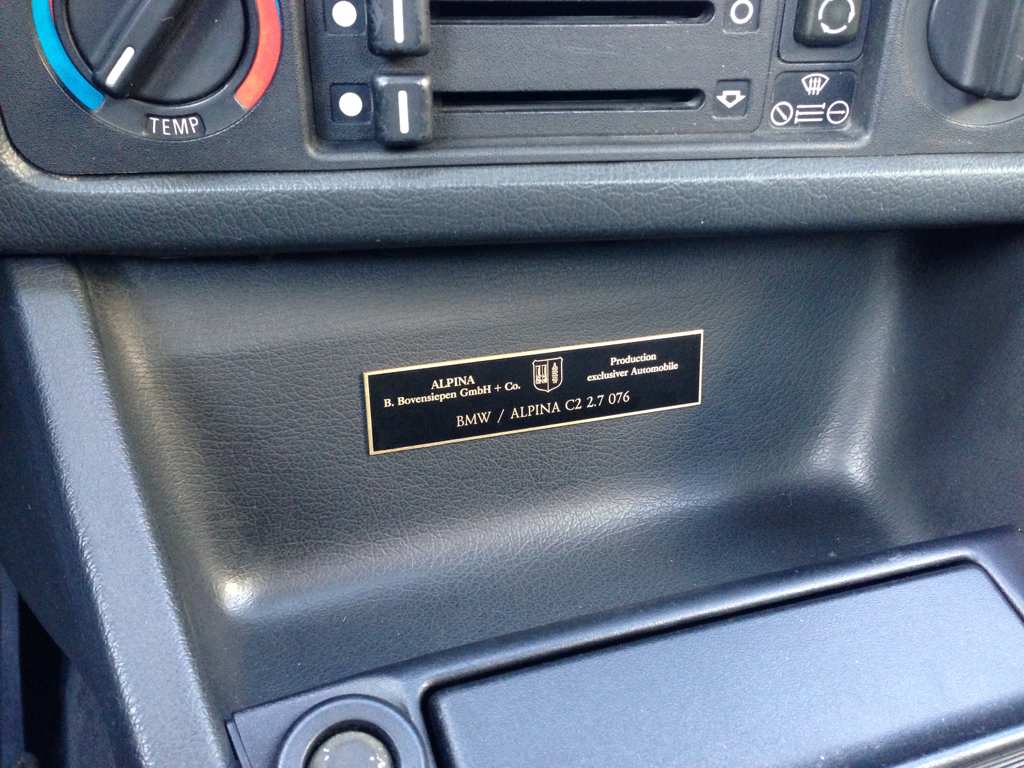 TEMP
ALPINA
B. Bovensiepen GmbH + Co.
Production
exclusiver Automobile
BMW / ALPINA C2 2.7 076